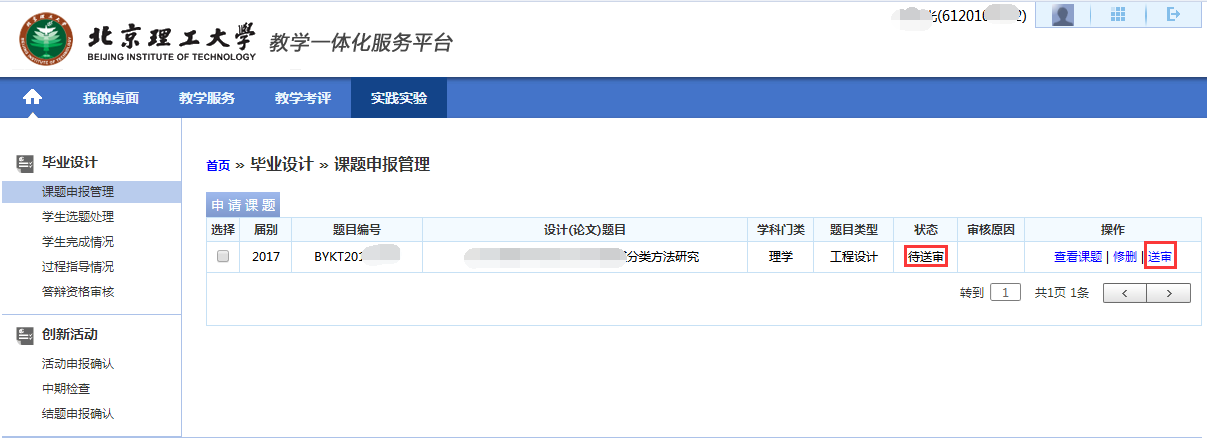 (612010 2)
北京理工大学 教学一体化服务平台
BEIJING INSTITUTE OF TECHNOLOGY
我的桌面 教学服务 教学考评 实践实验
毕业设计
课题申报管理
学生选题处理
学生完成情况
过程指导情况
答辩资格审核
创新活动
活动申报确认
中期检查
结题申报确认
首页 » 毕业设计 » 课题申报管理
申请课题
选择 届别 题目编号 设计(论文)题目 学科门类 题目类型 状态 审核原因 操作
2017 BYKT201 分类方法研究 理学 工程设计 待送审 查看课题 | 修删 | 送审
转到 1 共1页 1条 < >